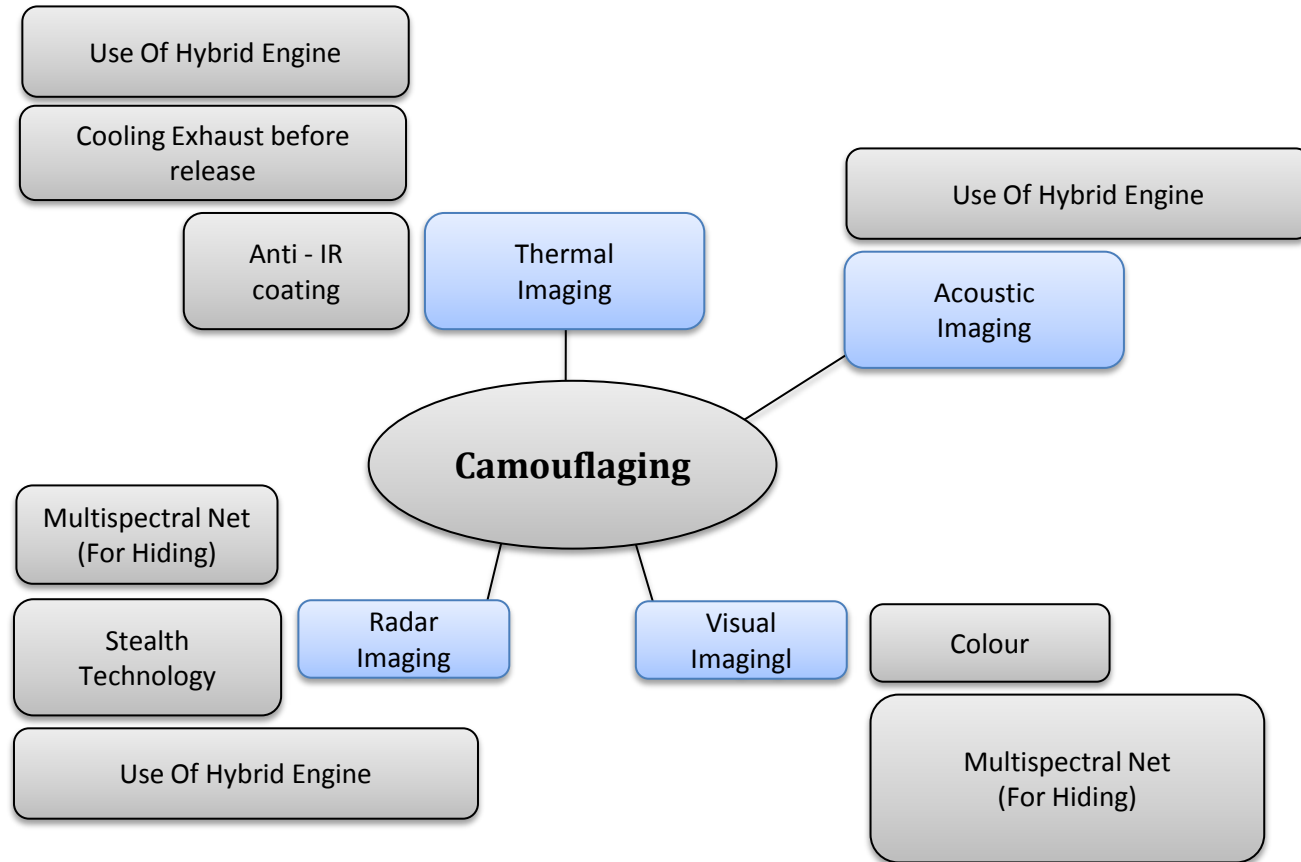 Use Of Hybrid Engine
Cooling Exhaust before
release
Anti - IR
coating
Thermal
Imaging
Use Of Hybrid Engine
Acoustic
Imaging
Camouflaging
Multispectral Net
(For Hiding)
Stealth
Technology
Use Of Hybrid Engine
Radar
Imaging
Visual
Imagingl
Colour
Multispectral Net
(For Hiding)